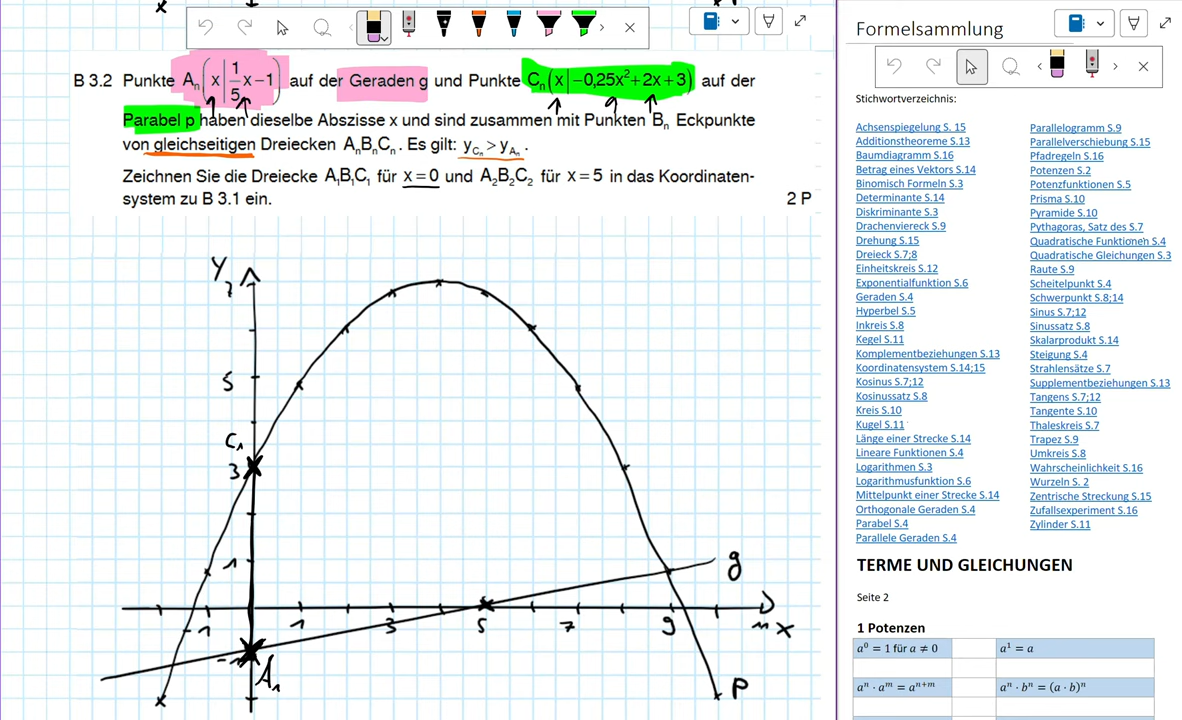 B 3.2 Punkte Aₙ(x|1/5x−1) auf der Geraden g und Punkte Cₙ(x|−0,25x²+2x+3) auf der
Parabel p haben dieselbe Abszisse x und sind zusammen mit Punkten Bₙ Eckpunkte
von gleichseitigen Dreiecken AₙBₙCₙ. Es gilt: y_Cₙ > y_Aₙ.
Zeichnen Sie die Dreiecke A₁B₁C₁ für x=0 und A₂B₂C₂ für x=5 in das Koordinaten-
system zu B 3.1 ein.
2 P
y
7
5
C₁
3
1
g
-1
1
3
5
7
9
11 x
-1
A₁
p
Formelsammlung
Stichwortverzeichnis:
Achsenspiegelung S. 15
Additionstheoreme S.13
Baumdiagramm S.16
Betrag eines Vektors S.14
Binomisch Formeln S.3
Determinante S.14
Diskriminante S.3
Drachenviereck S.9
Drehung S.15
Dreieck S.7;8
Einheitskreis S.12
Exponentialfunktion S.6
Geraden S.4
Hyperbel S.5
Inkreis S.8
Kegel S.11
Komplementbeziehungen S.13
Koordinatensystem S.14;15
Kosinus S.7;12
Kosinussatz S.8
Kreis S.10
Kugel S.11
Länge einer Strecke S.14
Lineare Funktionen S.4
Logarithmen S.3
Logarithmusfunktion S.6
Mittelpunkt einer Strecke S.14
Orthogonale Geraden S.4
Parabel S.4
Parallele Geraden S.4
Parallelogramm S.9
Parallelverschiebung S.15
Pfadregeln S.16
Potenzen S.2
Potenzfunktionen S.5
Prisma S.10
Pyramide S.10
Pythagoras, Satz des S.7
Quadratische Funktionen S.4
Quadratische Gleichungen S.3
Raute S.9
Scheitelpunkt S.4
Schwerpunkt S.8;14
Sinus S.7;12
Sinussatz S.8
Skalarprodukt S.14
Steigung S.4
Strahlensätze S.7
Supplementbeziehungen S.13
Tangens S.7;12
Tangente S.10
Thaleskreis S.7
Trapez S.9
Umkreis S.8
Wahrscheinlichkeit S.16
Wurzeln S. 2
Zentrische Streckung S.15
Zufallsexperiment S.16
Zylinder S.11
TERME UND GLEICHUNGEN
Seite 2
1 Potenzen
a⁰ = 1 für a ≠ 0
a¹ = a
aⁿ · aᵐ = aⁿ⁺ᵐ
aⁿ · bⁿ = (a · b)ⁿ